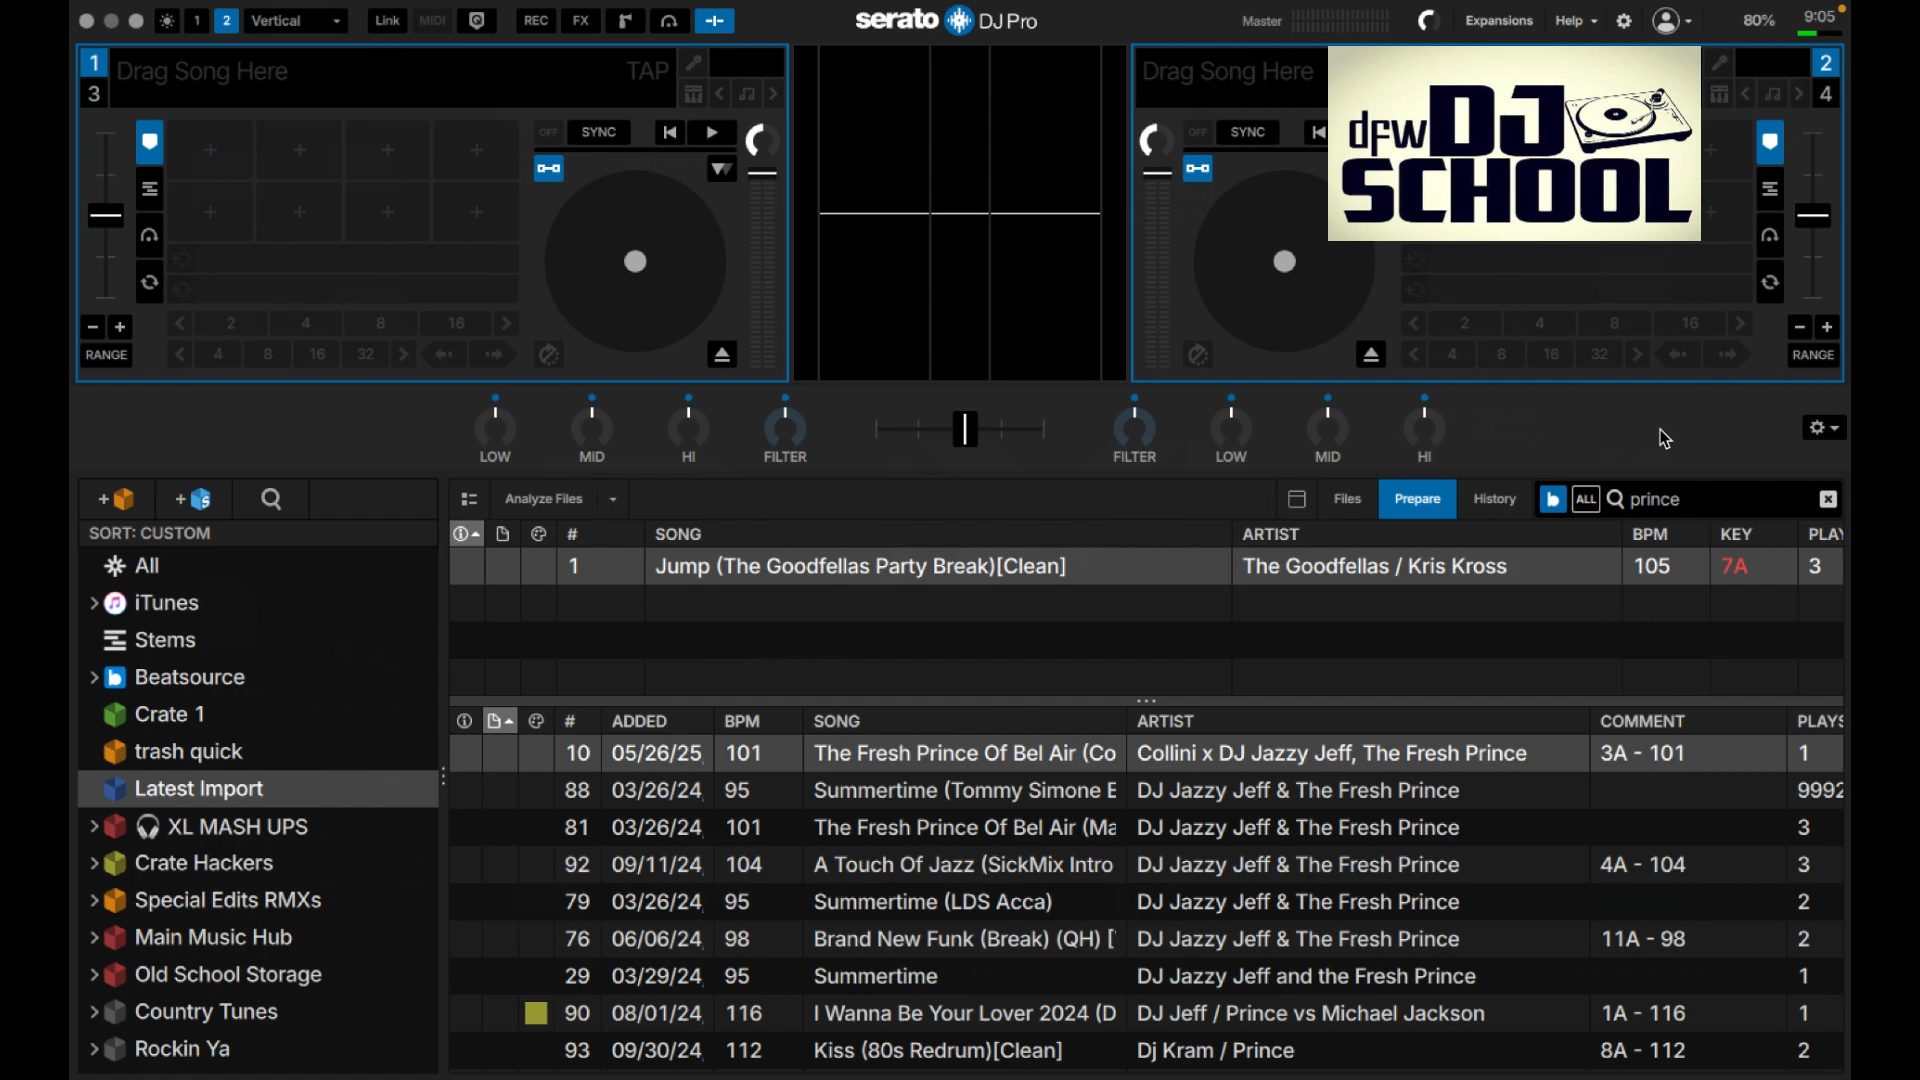 1 2 Vertical Link MIDI REC FX serato DJ Pro Master Expansions Help 80% 9:05
1 Drag Song Here TAP
3
Drag Song Here 2
4
dfw DJ
SCHOOL
OFF SYNC
OFF SYNC
2 4 8 16
RANGE 4 8 16 32
2 4 8 16
4 8 16 32 RANGE
LOW MID HI FILTER FILTER LOW MID HI
Analyze Files Files Prepare History b ALL prince
SORT: CUSTOM
All
iTunes
Stems
Beatsource
Crate 1
trash quick
Latest Import
XL MASH UPS
Crate Hackers
Special Edits RMXs
Main Music Hub
Old School Storage
Country Tunes
Rockin Ya
# SONG ARTIST BPM KEY PLAY
1 Jump (The Goodfellas Party Break)[Clean] The Goodfellas / Kris Kross 105 7A 3
# ADDED BPM SONG ARTIST COMMENT PLAYS
10 05/26/25, 101 The Fresh Prince Of Bel Air (Co Collini x DJ Jazzy Jeff, The Fresh Prince 3A - 101 1
88 03/26/24, 95 Summertime (Tommy Simone E DJ Jazzy Jeff & The Fresh Prince 9992
81 03/26/24, 101 The Fresh Prince Of Bel Air (Ma DJ Jazzy Jeff & The Fresh Prince 3
92 09/11/24, 104 A Touch Of Jazz (SickMix Intro DJ Jazzy Jeff & The Fresh Prince 4A - 104 3
79 03/26/24, 95 Summertime (LDS Acca) DJ Jazzy Jeff & The Fresh Prince 2
76 06/06/24, 98 Brand New Funk (Break) (QH) [ DJ Jazzy Jeff & The Fresh Prince 11A - 98 2
29 03/29/24, 95 Summertime DJ Jazzy Jeff and the Fresh Prince 1
90 08/01/24, 116 I Wanna Be Your Lover 2024 (D DJ Jeff / Prince vs Michael Jackson 1A - 116 1
93 09/30/24, 112 Kiss (80s Redrum)[Clean] Dj Kram / Prince 8A - 112 2